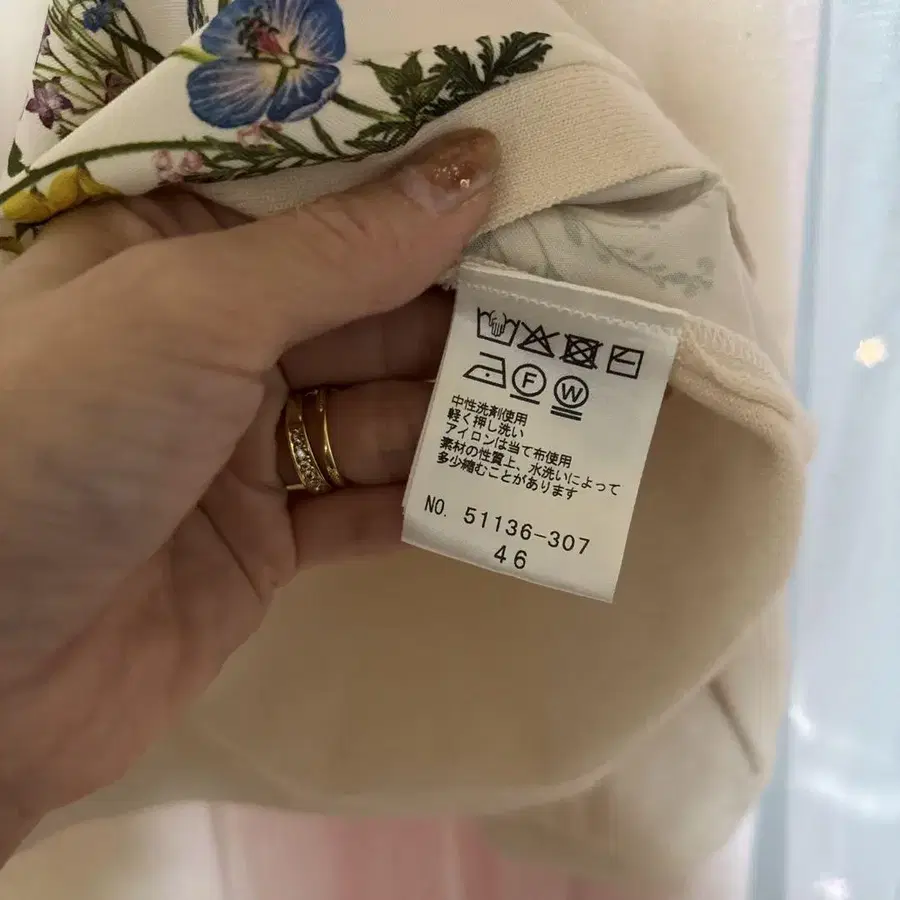 F W
中性洗剤使用
軽く押し洗い
アイロンは当て布使用
素材の性質上、水洗いによって
多少縮むことがあります
NO. 51136-307
46